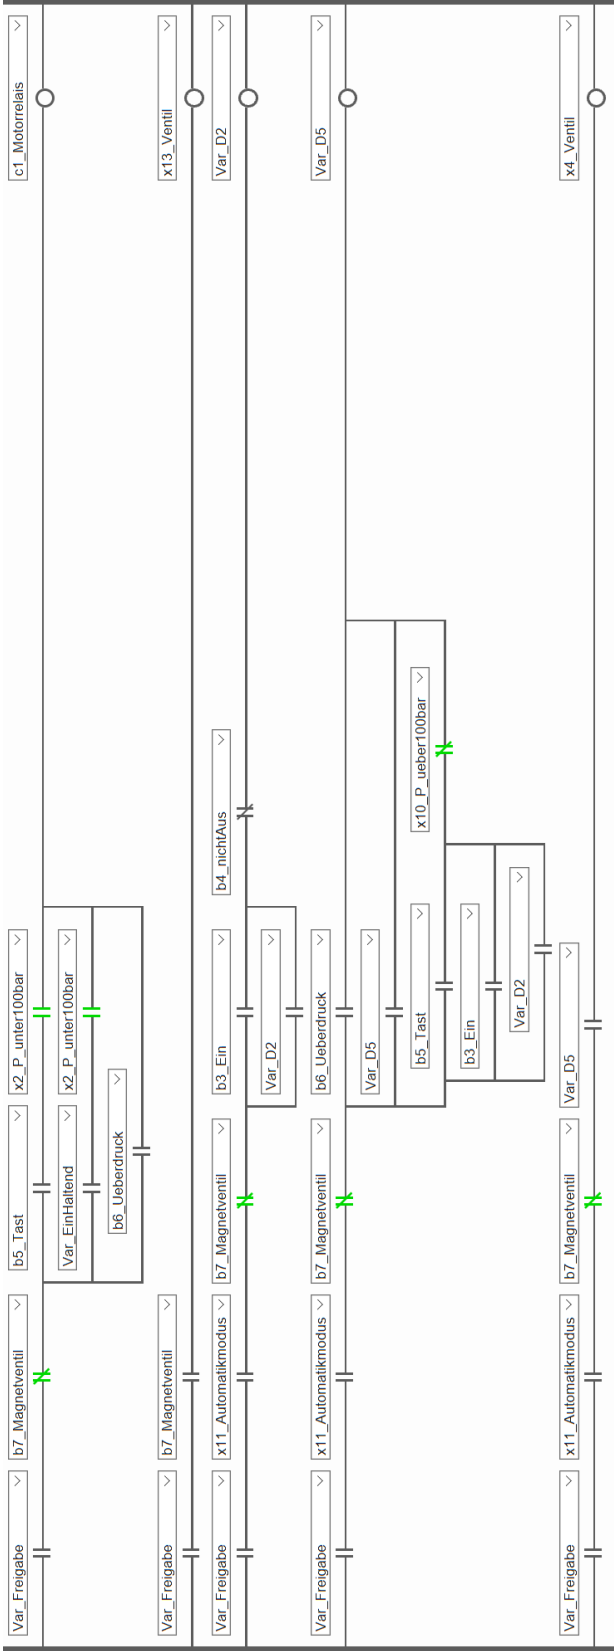 Var_Freigabe
b7_Magnetventil
b5_Tast
x2_P_unter100bar
c1_Motorrelais
Var_EinHaltend
x2_P_unter100bar
b6_Ueberdruck
Var_Freigabe
b7_Magnetventil
x13_Ventil
Var_Freigabe
x11_Automatikmodus
b7_Magnetventil
b3_Ein
b4_nichtAus
Var_D2
Var_D2
Var_Freigabe
x11_Automatikmodus
b7_Magnetventil
b6_Ueberdruck
Var_D5
Var_D5
b5_Tast
x10_P_ueber100bar
b3_Ein
Var_D2
Var_Freigabe
x11_Automatikmodus
b7_Magnetventil
Var_D5
x4_Ventil